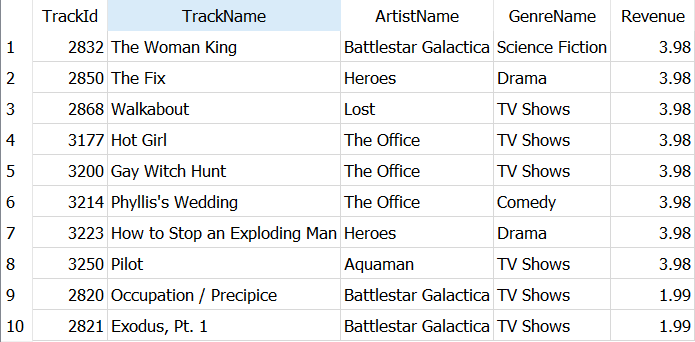 TrackId TrackName ArtistName GenreName Revenue
1 2832 The Woman King Battlestar Galactica Science Fiction 3.98
2 2850 The Fix Heroes Drama 3.98
3 2868 Walkabout Lost TV Shows 3.98
4 3177 Hot Girl The Office TV Shows 3.98
5 3200 Gay Witch Hunt The Office TV Shows 3.98
6 3214 Phyllis's Wedding The Office Comedy 3.98
7 3223 How to Stop an Exploding Man Heroes Drama 3.98
8 3250 Pilot Aquaman TV Shows 3.98
9 2820 Occupation / Precipice Battlestar Galactica TV Shows 1.99
10 2821 Exodus, Pt. 1 Battlestar Galactica TV Shows 1.99